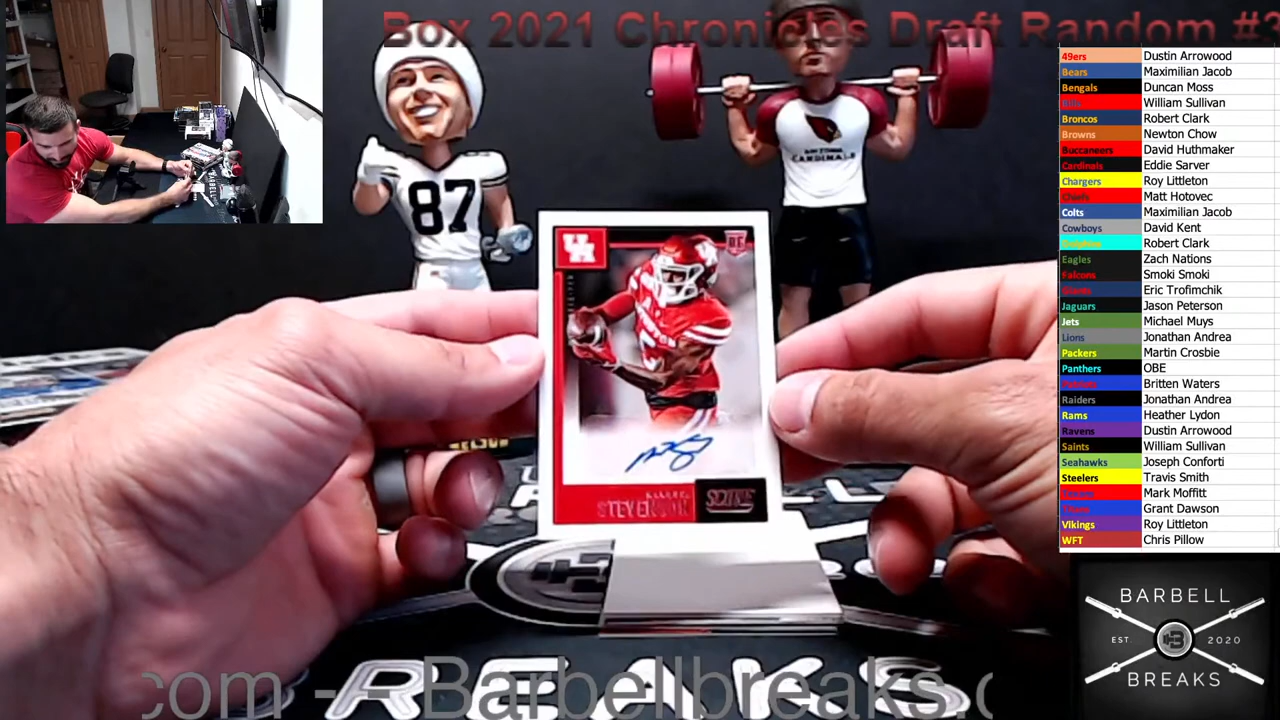 Box 2021 Chronicles Draft Random #3
49ers Dustin Arrowood
Bears Maximilian Jacob
Bengals Duncan Moss
Bills William Sullivan
Broncos Robert Clark
Browns Newton Chow
Buccaneers David Huthmaker
Cardinals Eddie Sarver
Chargers Roy Littleton
Chiefs Matt Hotovec
Colts Maximilian Jacob
Cowboys David Kent
Dolphins Robert Clark
Eagles Zach Nations
Falcons Smoki Smoki
Giants Eric Trofimchik
Jaguars Jason Peterson
Jets Michael Muys
Lions Jonathan Andrea
Packers Martin Crosbie
Panthers OBE
Patriots Britten Waters
Raiders Jonathan Andrea
Rams Heather Lydon
Ravens Dustin Arrowood
Saints William Sullivan
Seahawks Joseph Conforti
Steelers Travis Smith
Texans Mark Moffitt
Titans Grant Dawson
Vikings Roy Littleton
WFT Chris Pillow
87
CARDINALS
UH
STEVENSON
SCORE
BARBELL
EST. 2020
BREAKS
com - - Barbellbreaks.c